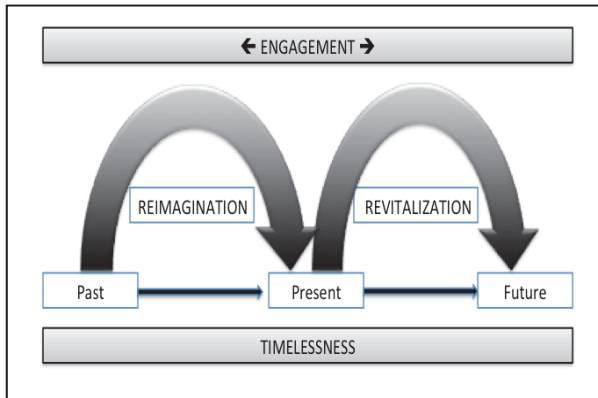 ← ENGAGEMENT →
REIMAGINATION
REVITALIZATION
Past
Present
Future
TIMELESSNESS